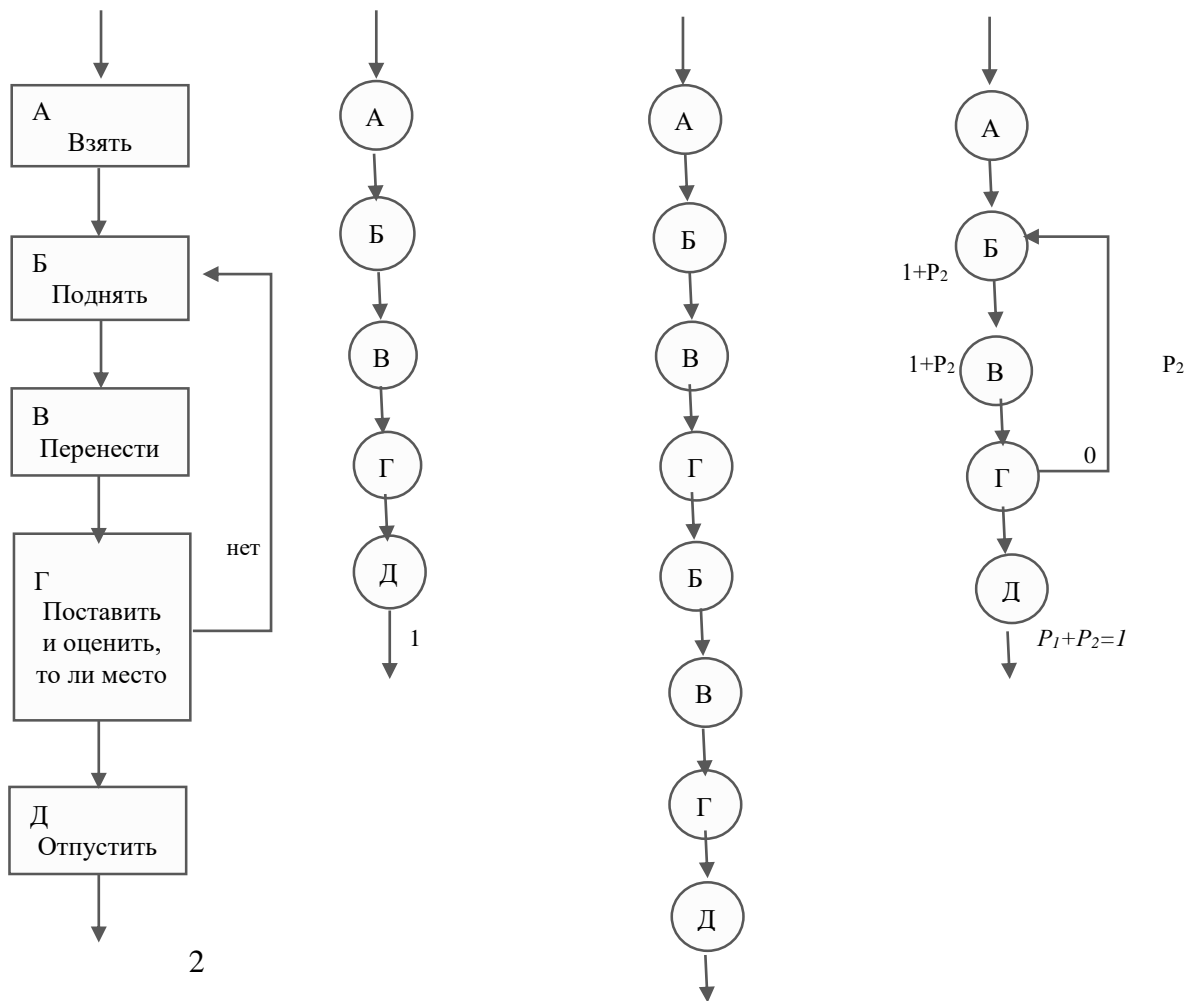 А
Взять
Б
Поднять
В
Перенести
Г
Поставить
и оценить,
то ли место
нет
Д
Отпустить
2
А
Б
В
Г
Д
1
А
Б
В
Г
Б
В
Г
Д
А
Б
1+P₂
В
1+P₂
P₂
Г
0
Д
P₁+P₂=1